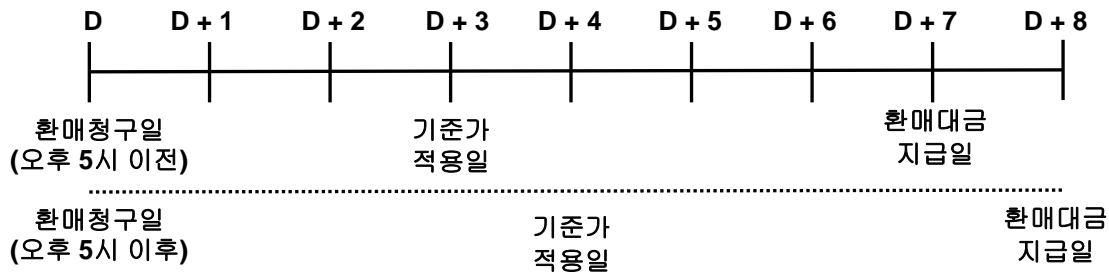 D D + 1 D + 2 D + 3 D + 4 D + 5 D + 6 D + 7 D + 8
환매청구일
(오후 5시 이전)
기준가
적용일
환매대금
지급일
환매청구일
(오후 5시 이후)
기준가
적용일
환매대금
지급일